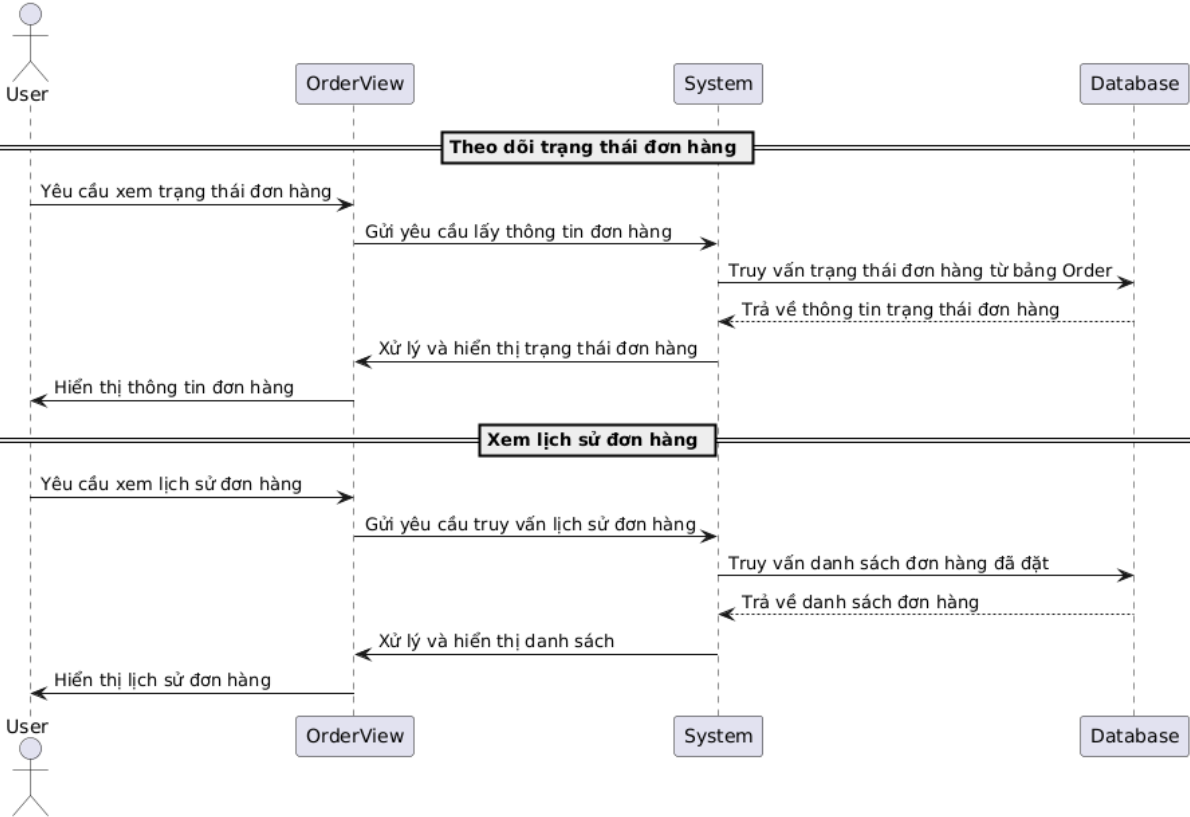 User
OrderView
System
Database
Theo dõi trạng thái đơn hàng
Yêu cầu xem trạng thái đơn hàng
Gửi yêu cầu lấy thông tin đơn hàng
Truy vấn trạng thái đơn hàng từ bảng Order
Trả về thông tin trạng thái đơn hàng
Xử lý và hiển thị trạng thái đơn hàng
Hiển thị thông tin đơn hàng
Xem lịch sử đơn hàng
Yêu cầu xem lịch sử đơn hàng
Gửi yêu cầu truy vấn lịch sử đơn hàng
Truy vấn danh sách đơn hàng đã đặt
Trả về danh sách đơn hàng
Xử lý và hiển thị danh sách
Hiển thị lịch sử đơn hàng
User
OrderView
System
Database